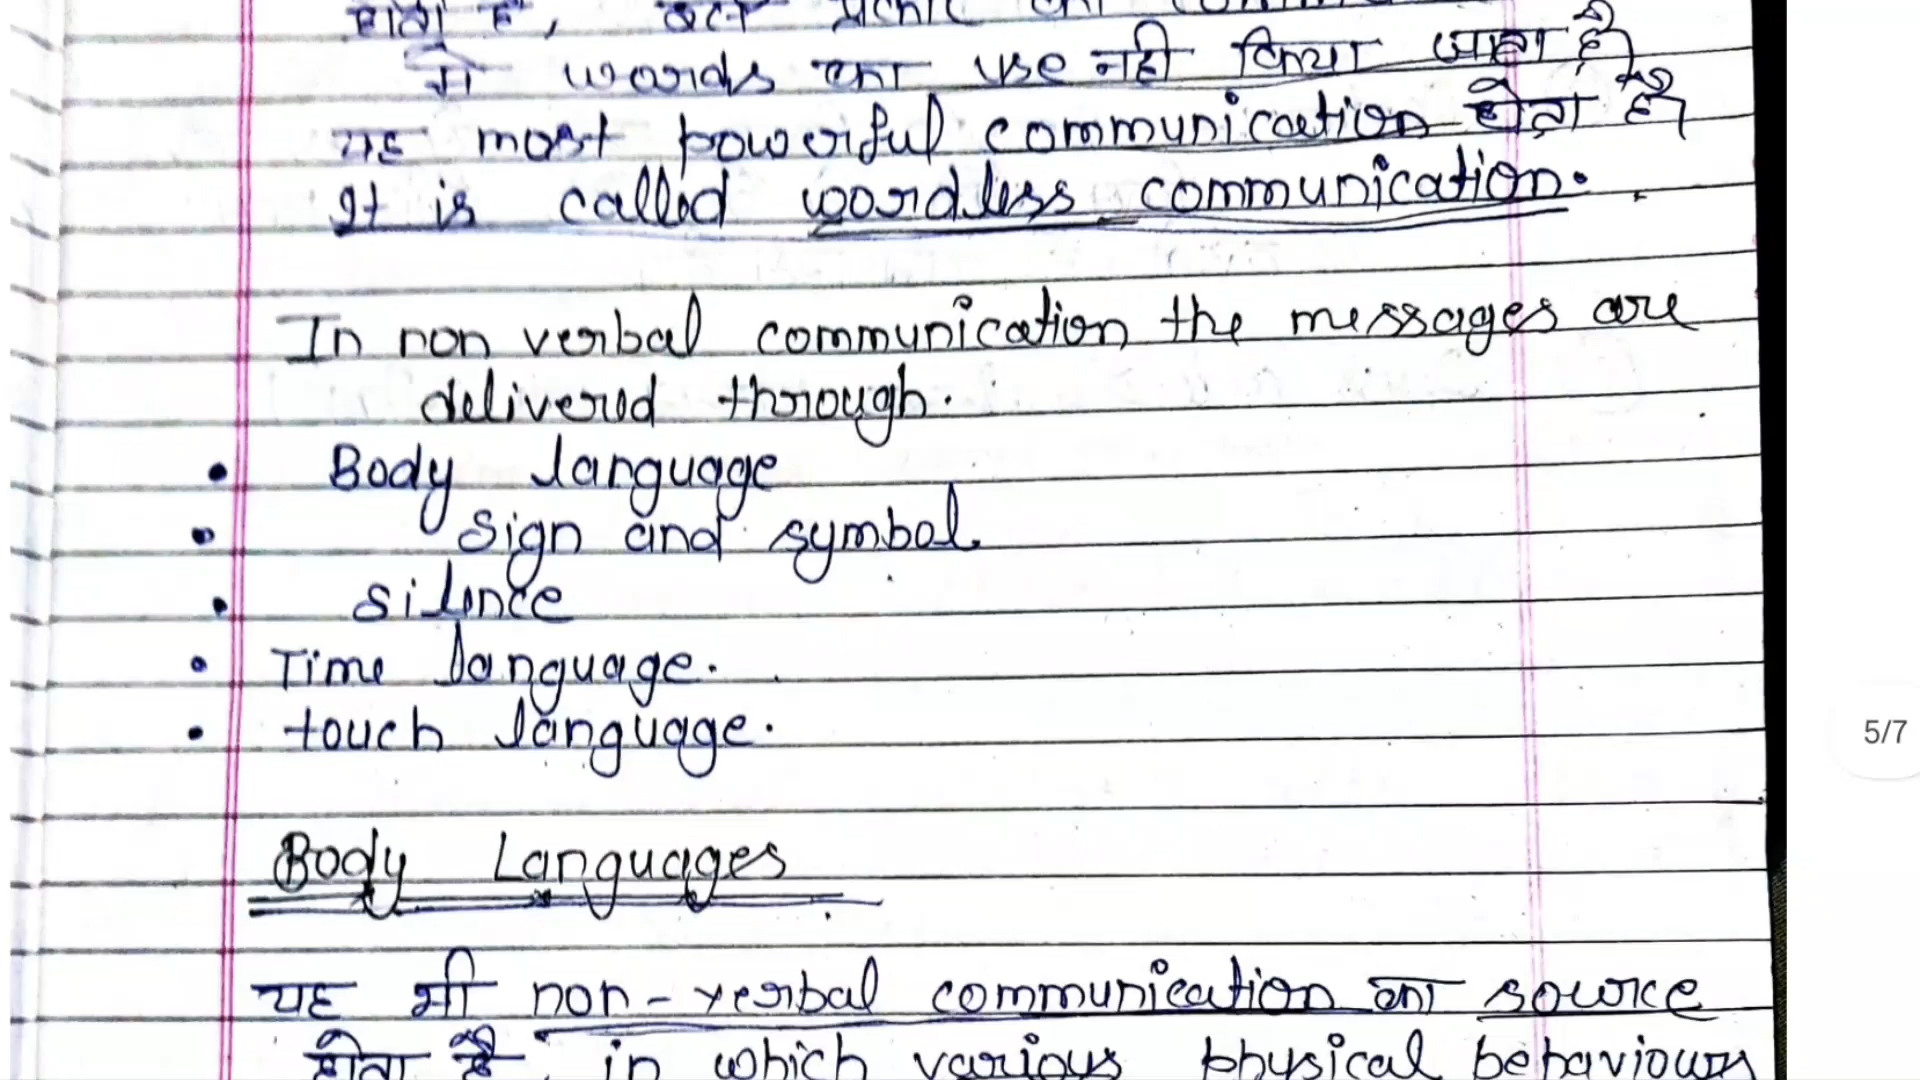 होता है, इस प्रकार के
में words का use नही किया जाता है
यह most powerful communication होता है
It is called wordless communication.
In non verbal communication the messages are
delivered through.
• Body language
• sign and symbol
• silence
• Time language.
• touch language.
5/7
Body Languages
यह भी non-verbal communication का source
होता है in which various physical behaviours